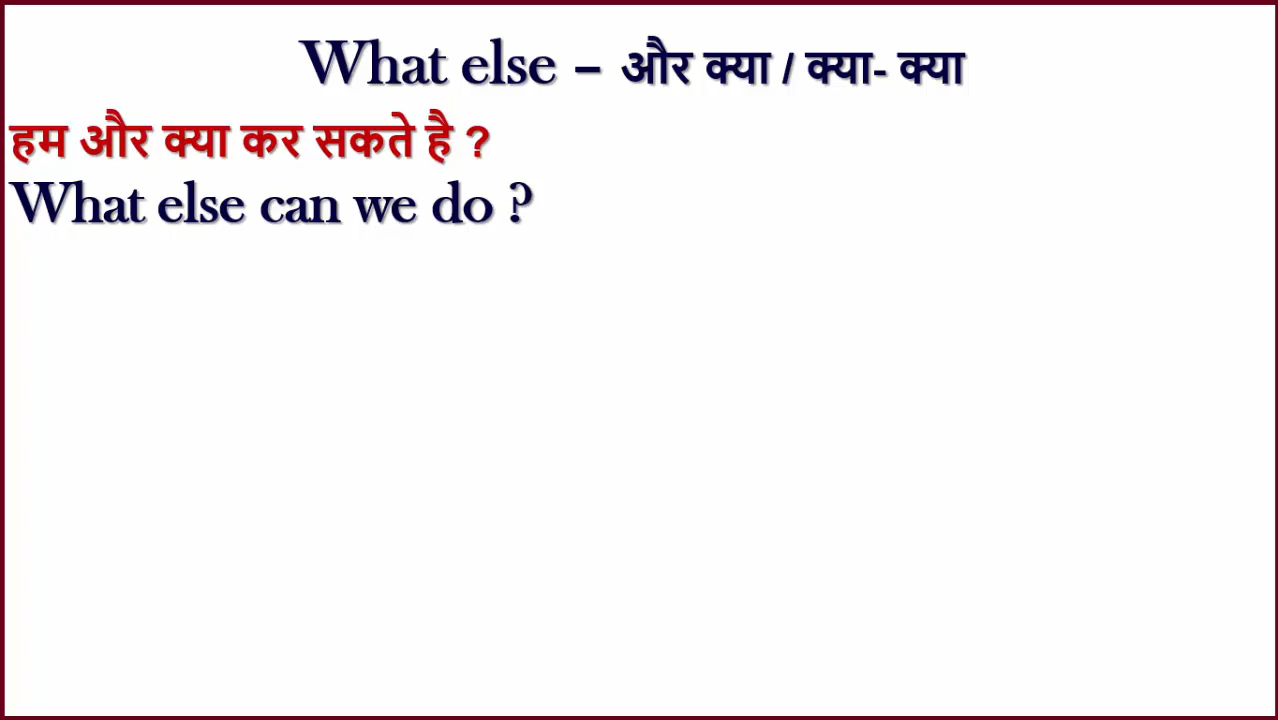 What else – और क्या / क्या- क्या
हम और क्या कर सकते है ?
What else can we do ?